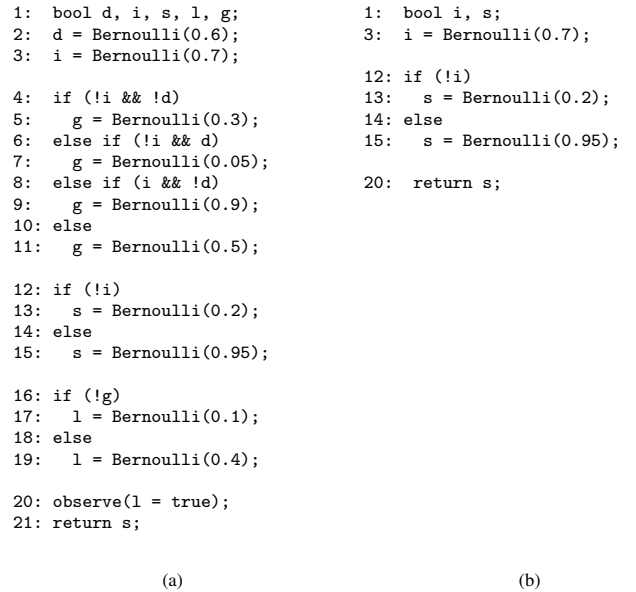 1:  bool d, i, s, l, g;
2:  d = Bernoulli(0.6);
3:  i = Bernoulli(0.7);
4:  if (!i && !d)
5:    g = Bernoulli(0.3);
6:  else if (!i && d)
7:    g = Bernoulli(0.05);
8:  else if (i && !d)
9:    g = Bernoulli(0.9);
10: else
11:   g = Bernoulli(0.5);
12: if (!i)
13:   s = Bernoulli(0.2);
14: else
15:   s = Bernoulli(0.95);
16: if (!g)
17:   l = Bernoulli(0.1);
18: else
19:   l = Bernoulli(0.4);
20: observe(l = true);
21: return s;
(a)
1:  bool i, s;
3:  i = Bernoulli(0.7);
12: if (!i)
13:   s = Bernoulli(0.2);
14: else
15:   s = Bernoulli(0.95);
20:  return s;
(b)